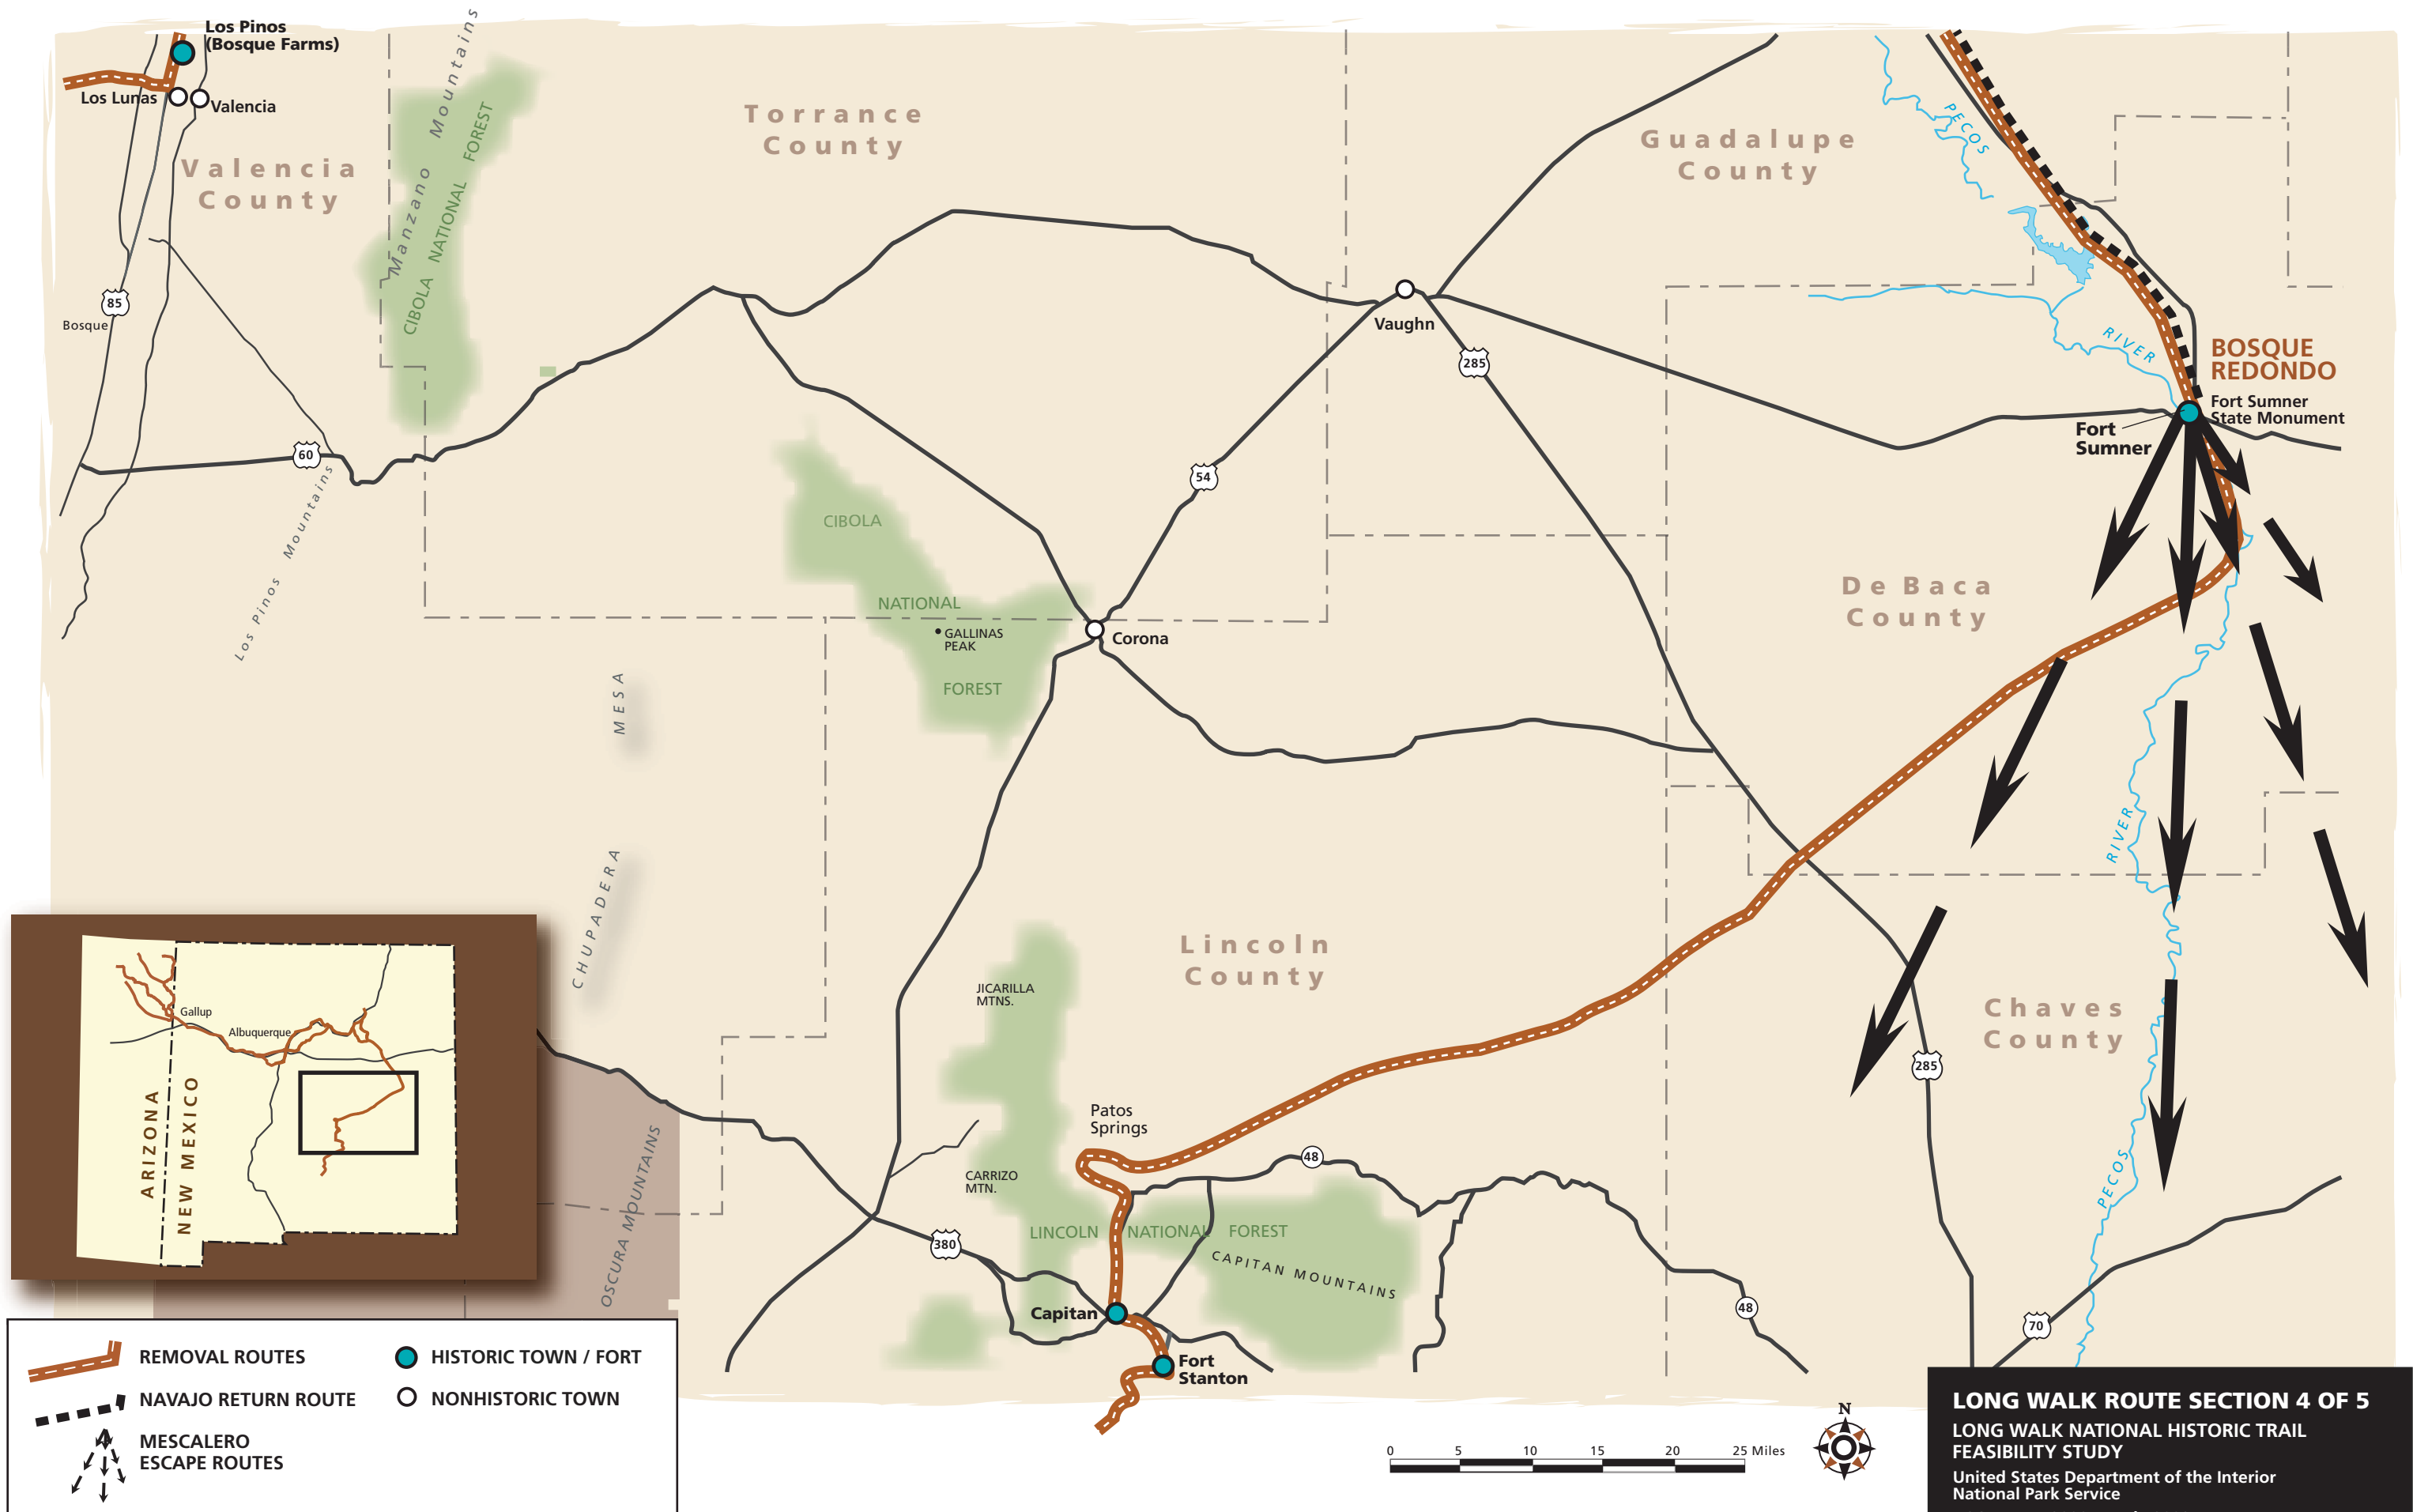 Los Pinos
(Bosque Farms)
Los Lunas
Valencia
Valencia
County
Manzano Mountains
CIBOLA NATIONAL FOREST
Torrance
County
Guadalupe
County
PECOS
RIVER
85
Bosque
60
Los Pinos Mountains
Vaughn
285
54
BOSQUE
REDONDO
Fort Sumner
State Monument
Fort
Sumner
CIBOLA
NATIONAL
FOREST
GALLINAS
PEAK
Corona
De Baca
County
CHUPADERA MESA
RIVER
Lincoln
County
JICARILLA
MTNS.
Chaves
County
285
Patos
Springs
CARRIZO
MTN.
48
LINCOLN NATIONAL FOREST
CAPITAN MOUNTAINS
PECOS
OSCURA MOUNTAINS
380
Capitan
48
70
Fort
Stanton
Gallup
Albuquerque
ARIZONA
NEW MEXICO
REMOVAL ROUTES
NAVAJO RETURN ROUTE
MESCALERO
ESCAPE ROUTES
HISTORIC TOWN / FORT
NONHISTORIC TOWN
0 5 10 15 20 25 Miles
N
LONG WALK ROUTE SECTION 4 OF 5
LONG WALK NATIONAL HISTORIC TRAIL
FEASIBILITY STUDY
United States Department of the Interior
National Park Service